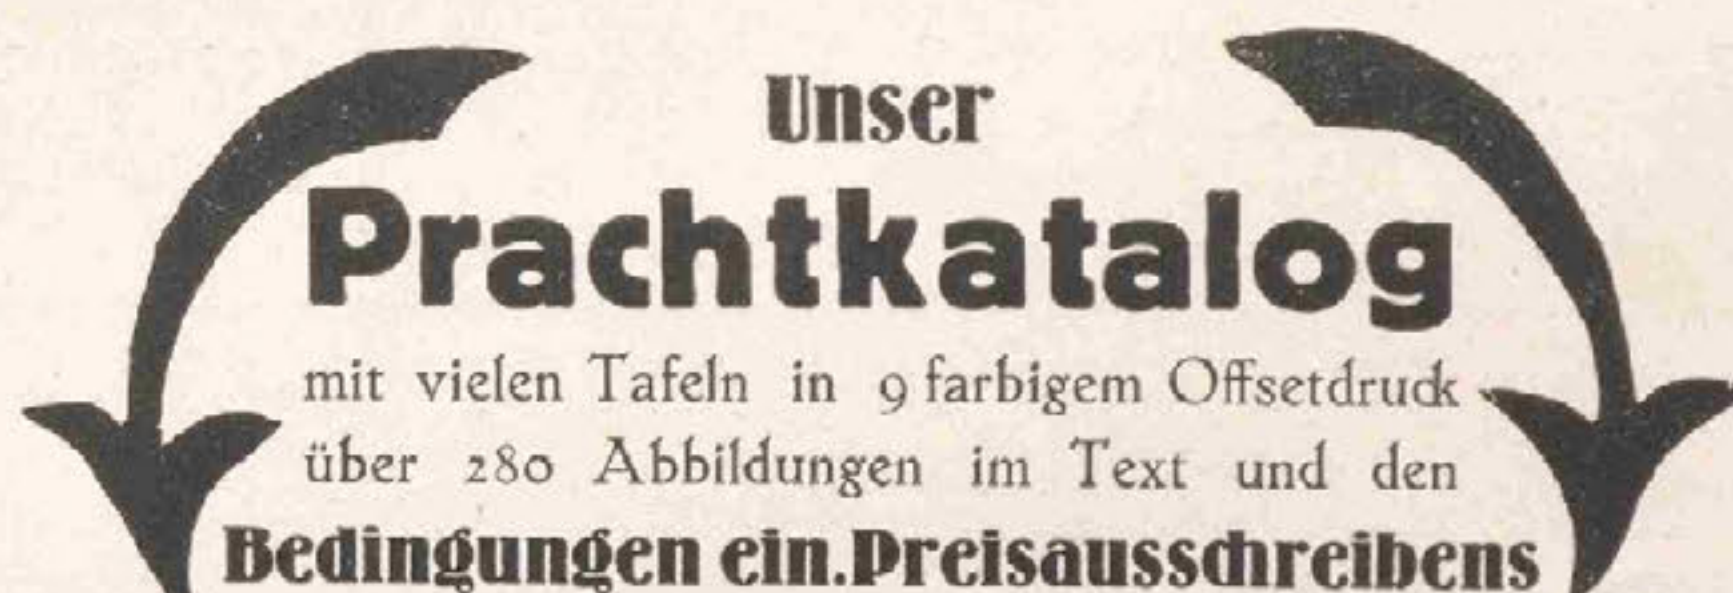 Unser
Prachtkatalog
mit vielen Tafeln in 9 farbigem Offsetdruck
über 280 Abbildungen im Text und den
Bedingungen ein. Preisausschreibens